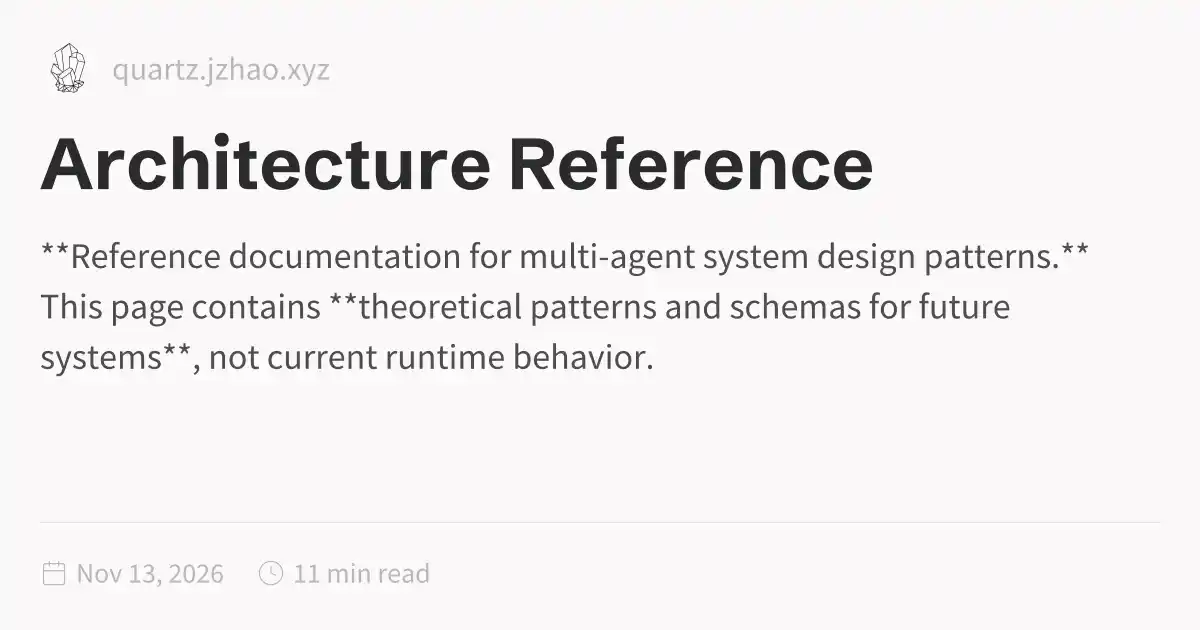 quartz.jzhao.xyz
Architecture Reference
**Reference documentation for multi-agent system design patterns.**
This page contains **theoretical patterns and schemas for future
systems**, not current runtime behavior.
Nov 13, 2026 11 min read